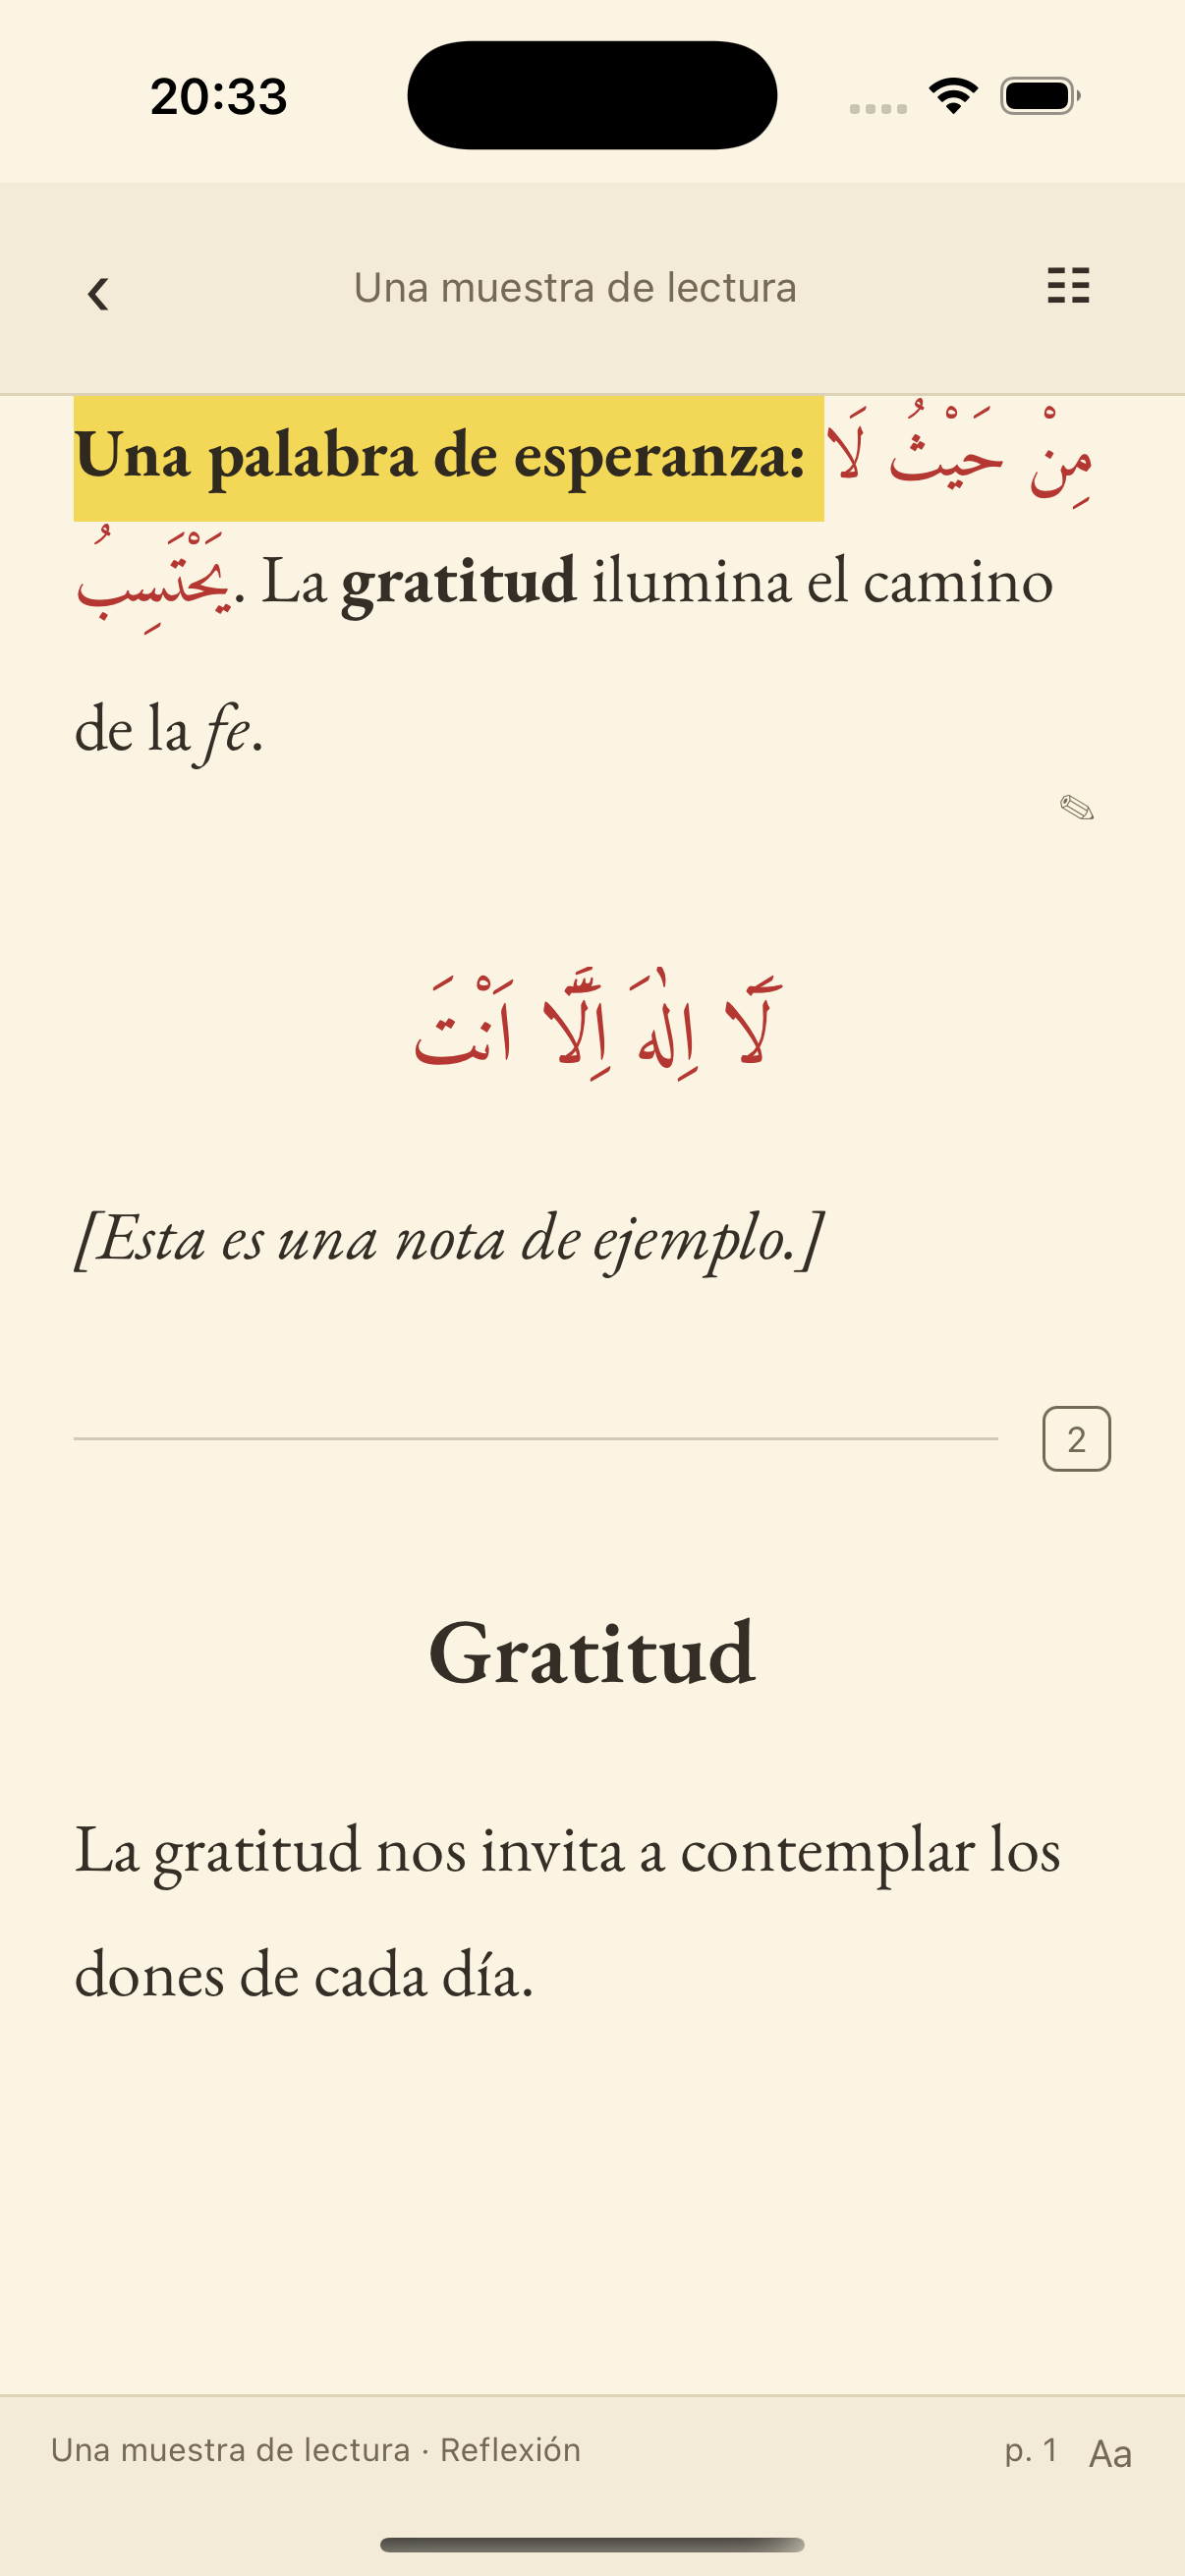 20:33
Una muestra de lectura
Una palabra de esperanza: مِنْ حَيْثُ لَا
يَحْتَسِبُ. La gratitud ilumina el camino
de la fe.
لَٓا اِلٰهَ اِلَّٓا اَنْتَ
[Esta es una nota de ejemplo.]
2
Gratitud
La gratitud nos invita a contemplar los
dones de cada día.
Una muestra de lectura · Reflexión p. 1 Aa